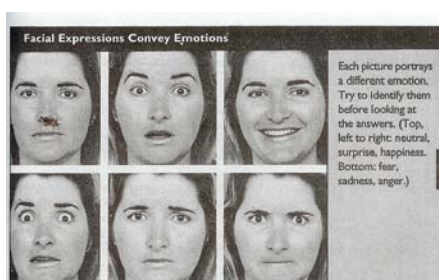 Facial Expressions Convey Emotions
Each picture portrays
a different emotion.
Try to identify them
before looking at
the answers. (Top,
left to right: neutral,
surprise, happiness.
Bottom: fear,
sadness, anger.)